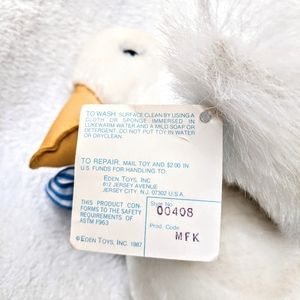 TO WASH: SURFACE CLEAN BY USING A
CLOTH OR SPONGE IMMERSED IN
LUKEWARM WATER AND A MILD SOAP OR
DETERGENT. DO NOT PUT TOY IN WATER
OR DRYCLEAN.
TO REPAIR: MAIL TOY AND $2.00 IN
U.S. FUNDS FOR HANDLING TO:
EDEN TOYS, INC.
812 JERSEY AVENUE
JERSEY CITY, N.J. 07302 U.S.A.
THIS PRODUCT CON-
FORMS TO THE SAFETY
REQUIREMENTS OF
ASTM F963
© EDEN TOYS, INC. 1987
Style No.
00408
Prod. Code
MFK